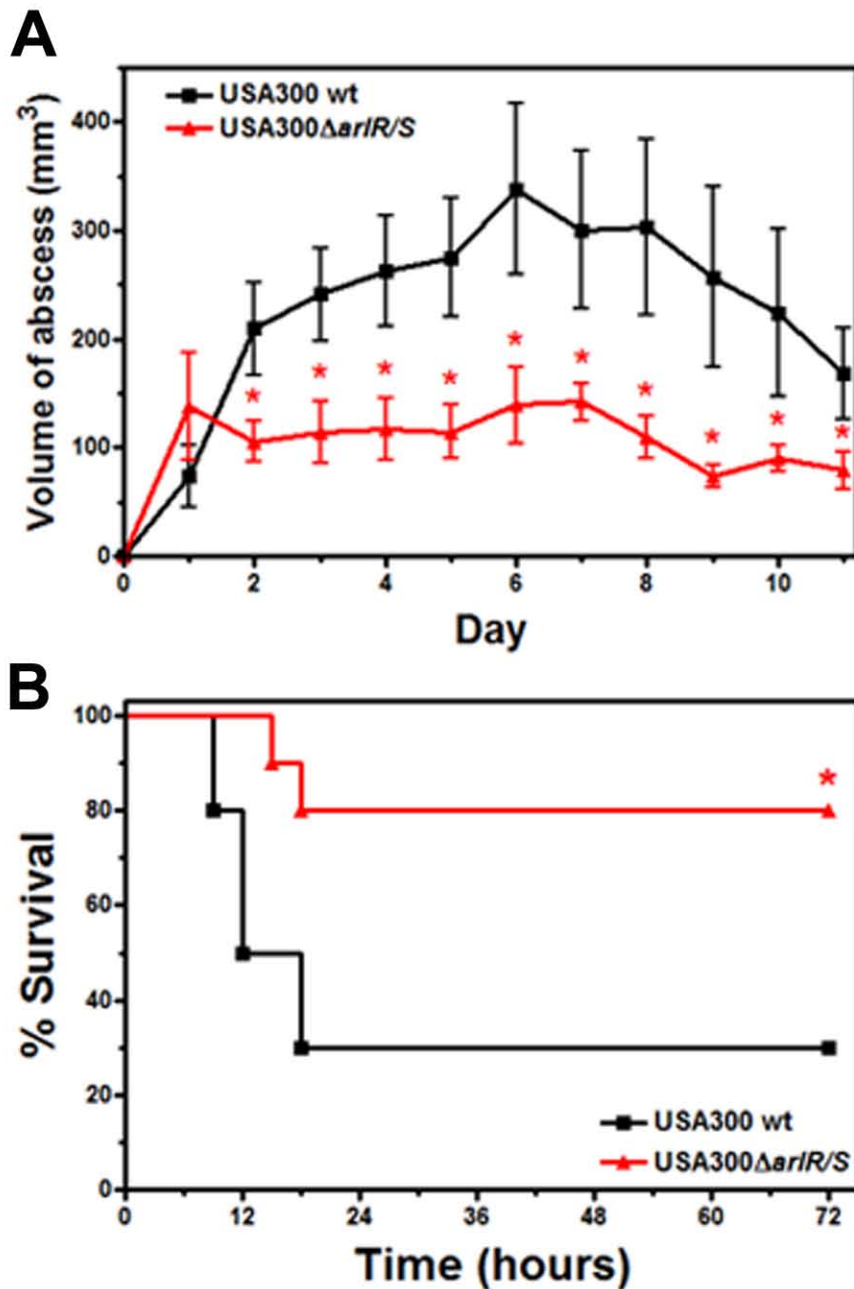 A
USA300 wt
USA300ΔarlR/S
Volume of abscess (mm³)
400
300
200
100
0
0 2 4 6 8 10
Day
* * * * * * * * * *
B
100
80
60
40
20
0
% Survival
*
USA300 wt
USA300ΔarlR/S
0 12 24 36 48 60 72
Time (hours)